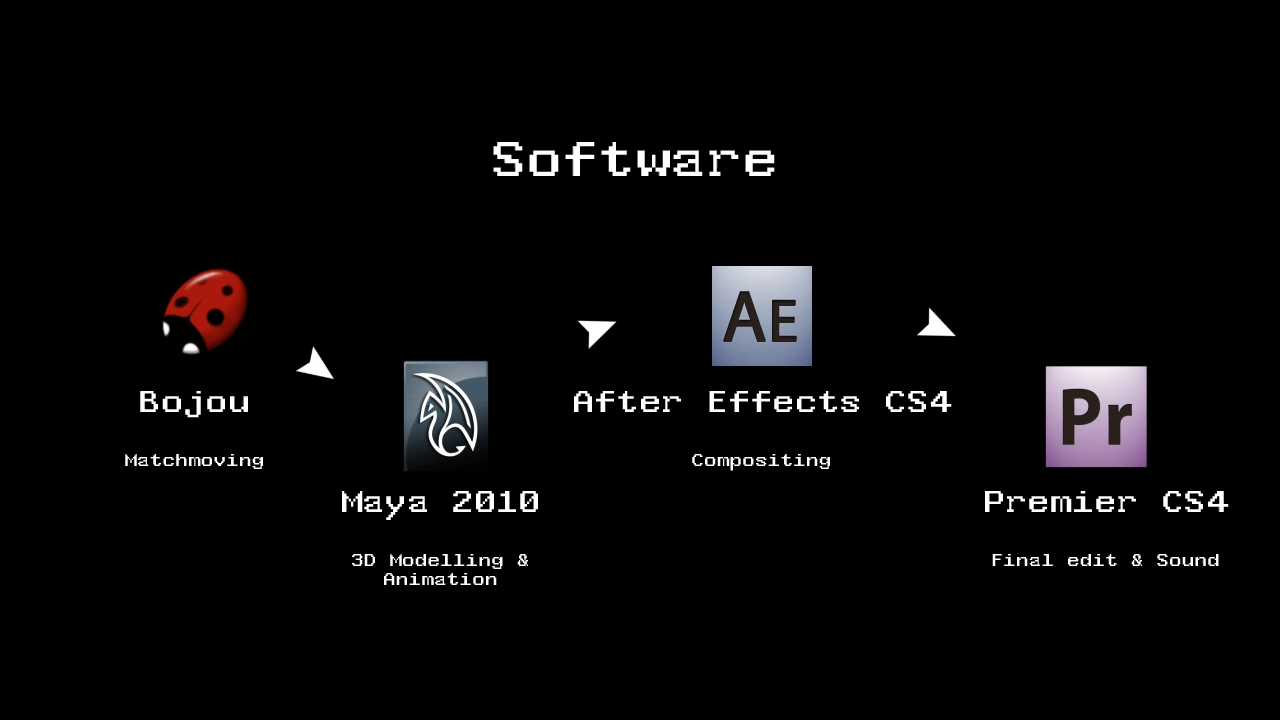 Software
Bojou
Matchmoving
Maya 2010
3D Modelling &
Animation
AE
After Effects CS4
Compositing
Pr
Premier CS4
Final edit & Sound